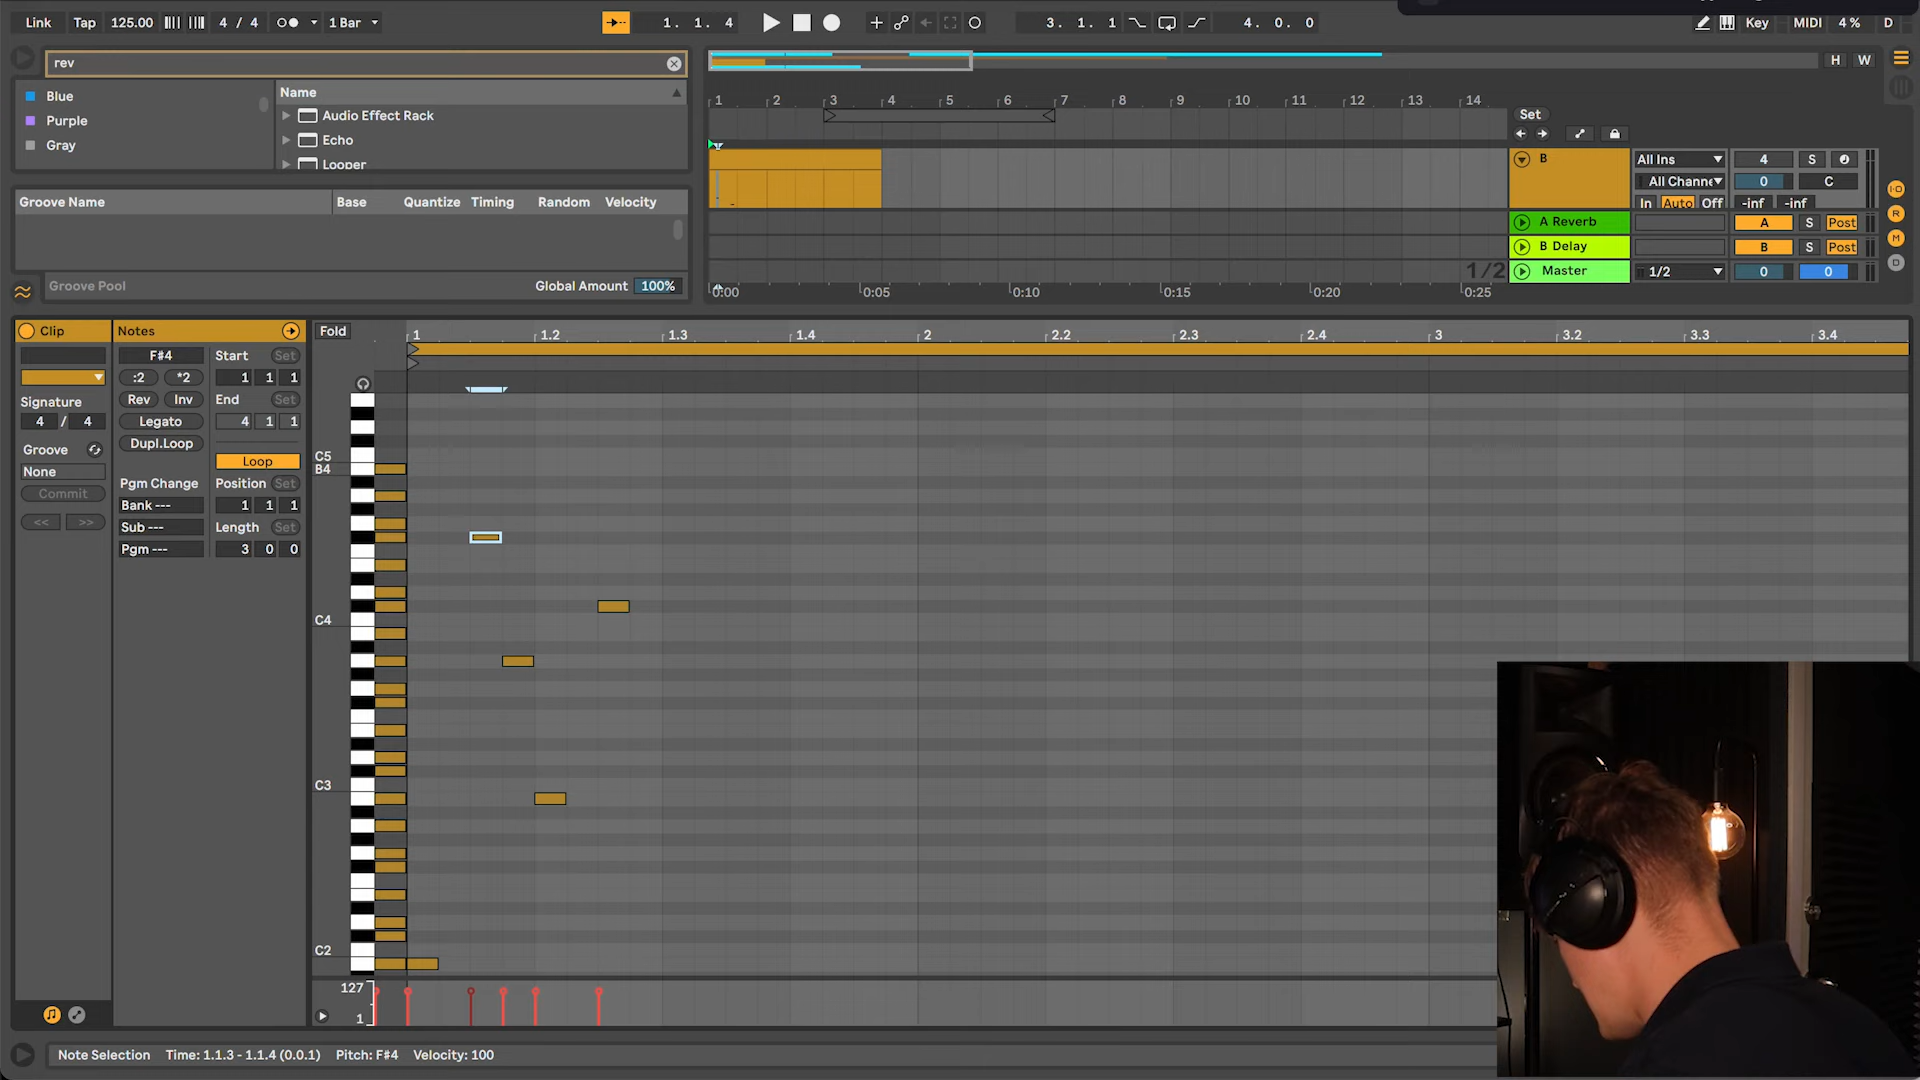 Link Tap 125.00 4 / 4 1 Bar 1. 1. 4 3. 1. 1 4. 0. 0 Key MIDI 4 % D
rev
Blue
Purple
Gray
Name
Audio Effect Rack
Echo
Looper
H W
1 2 3 4 5 6 7 8 9 10 11 12 13 14
Set
B All Ins 4 S
All Channe 0 C
In Auto Off -inf -inf
A Reverb A S Post
B Delay B S Post
1/2 Master 1/2 0 0
0:00 0:05 0:10 0:15 0:20 0:25
I·O
R
M
D
Groove Name Base Quantize Timing Random Velocity
Groove Pool Global Amount 100%
Clip
Signature
4 / 4
Groove
None
Commit
<< >>
Notes
F#4
:2 *2
Rev Inv
Legato
Dupl.Loop
Pgm Change
Bank ---
Sub ---
Pgm ---
Start Set
1 1 1
End Set
4 1 1
Loop
Position Set
1 1 1
Length Set
3 0 0
Fold 1 1.2 1.3 1.4 2 2.2 2.3 2.4 3 3.2 3.3 3.4
C5
B4
C4
C3
C2
127
1
Note Selection Time: 1.1.3 - 1.1.4 (0.0.1) Pitch: F#4 Velocity: 100